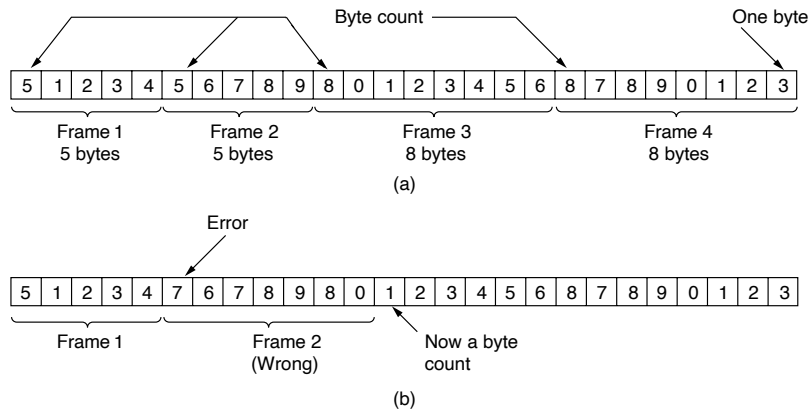 Byte count One byte
5 1 2 3 4 5 6 7 8 9 8 0 1 2 3 4 5 6 8 7 8 9 0 1 2 3
Frame 1 Frame 2 Frame 3 Frame 4
5 bytes 5 bytes 8 bytes 8 bytes
(a)
Error
5 1 2 3 4 7 6 7 8 9 8 0 1 2 3 4 5 6 8 7 8 9 0 1 2 3
Frame 1 Frame 2 Now a byte
(Wrong) count
(b)